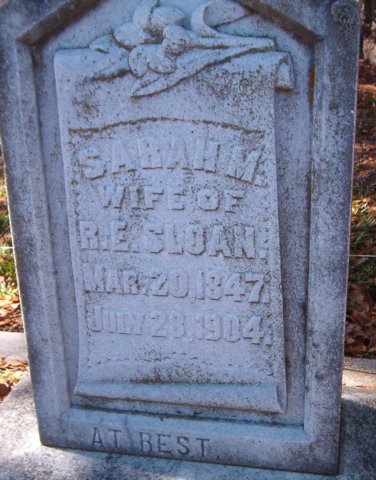 SARAH M.
WIFE OF
R.E. SLOAN.
MAR. 20, 1847.
JULY 28, 1904.
AT REST